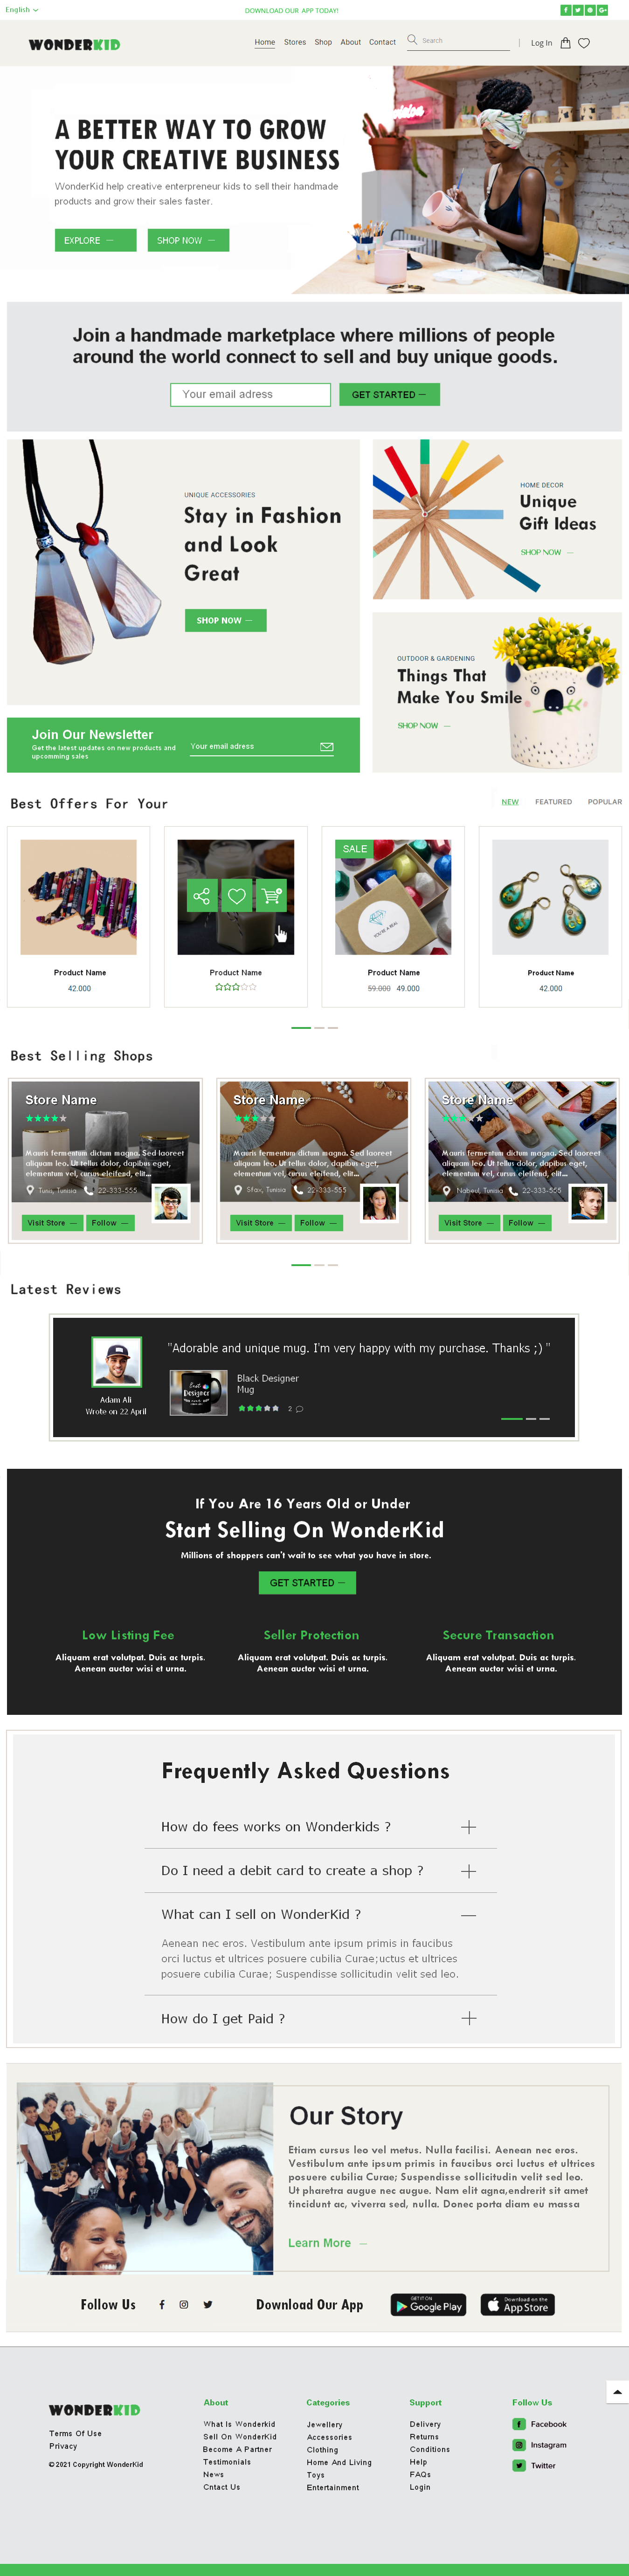 English
DOWNLOAD OUR APP TODAY!
WONDERKID
Home Stores Shop About Contact Search Log In
A BETTER WAY TO GROW
YOUR CREATIVE BUSINESS
WonderKid help creative enterpreneur kids to sell their handmade
products and grow their sales faster.
EXPLORE SHOP NOW
Join a handmade marketplace where millions of people
around the world connect to sell and buy unique goods.
Your email adress GET STARTED
UNIQUE ACCESSORIES
Stay in Fashion
and Look
Great
SHOP NOW
HOME DECOR
Unique
Gift Ideas
SHOP NOW
OUTDOOR & GARDENING
Things That
Make You Smile
SHOP NOW
Join Our Newsletter
Get the latest updates on new products and
upcomming sales
Your email adress
Best Offers For Your
NEW FEATURED POPULAR
Product Name
42.000
Product Name
SALE
Product Name
59.000 49.000
Product Name
42.000
Best Selling Shops
Store Name
Mauris fermentum dictum magna. Sed laoreet
aliquam leo. Ut tellus dolor, dapibus eget,
elementum vel, cursus eleifend, elit...
Tunis, Tunisia 22-333-555
Visit Store Follow
Store Name
Mauris fermentum dictum magna. Sed laoreet
aliquam leo. Ut tellus dolor, dapibus eget,
elementum vel, cursus eleifend, elit...
Sfax, Tunisia 22-333-555
Visit Store Follow
Store Name
Mauris fermentum dictum magna. Sed laoreet
aliquam leo. Ut tellus dolor, dapibus eget,
elementum vel, cursus eleifend, elit...
Nabeul, Tunisia 22-333-555
Visit Store Follow
Latest Reviews
Adam Ali
Wrote on 22 April
"Adorable and unique mug. I'm very happy with my purchase. Thanks ;) "
Best
Designer
Black Designer
Mug
2
If You Are 16 Years Old or Under
Start Selling On WonderKid
Millions of shoppers can't wait to see what you have in store.
GET STARTED
Low Listing Fee
Aliquam erat volutpat. Duis ac turpis.
Aenean auctor wisi et urna.
Seller Protection
Aliquam erat volutpat. Duis ac turpis.
Aenean auctor wisi et urna.
Secure Transaction
Aliquam erat volutpat. Duis ac turpis.
Aenean auctor wisi et urna.
Frequently Asked Questions
How do fees works on Wonderkids ?
Do I need a debit card to create a shop ?
What can I sell on WonderKid ?
Aenean nec eros. Vestibulum ante ipsum primis in faucibus
orci luctus et ultrices posuere cubilia Curae;uctus et ultrices
posuere cubilia Curae; Suspendisse sollicitudin velit sed leo.
How do I get Paid ?
Our Story
Etiam cursus leo vel metus. Nulla facilisi. Aenean nec eros.
Vestibulum ante ipsum primis in faucibus orci luctus et ultrices
posuere cubilia Curae; Suspendisse sollicitudin velit sed leo.
Ut pharetra augue nec augue. Nam elit agna,endrerit sit amet
tincidunt ac, viverra sed, nulla. Donec porta diam eu massa
Learn More
Follow Us
Download Our App
GET IT ON
Google Play
Download on the
App Store
WONDERKID
Terms Of Use
Privacy
©2021 Copyright WonderKid
About
What Is Wonderkid
Sell On WonderKid
Become A Partner
Testimonials
News
Cntact Us
Categories
Jewellery
Accessories
Clothing
Home And Living
Toys
Entertainment
Support
Delivery
Returns
Conditions
Help
FAQs
Login
Follow Us
Facebook
Instagram
Twitter